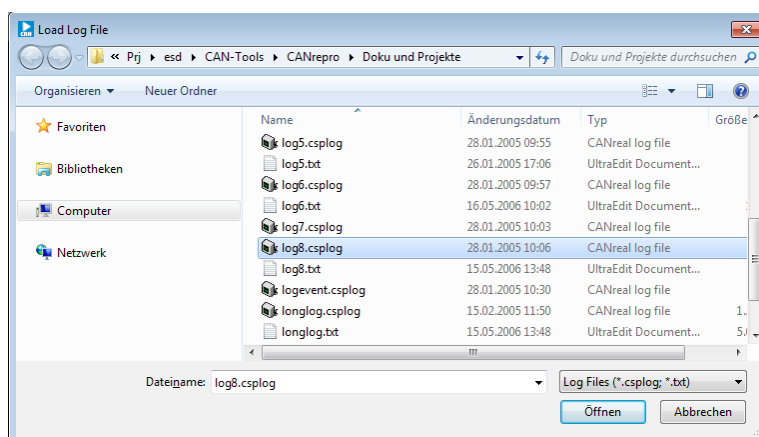 Load Log File
« Prj ▸ esd ▸ CAN-Tools ▸ CANrepro ▸ Doku und Projekte
Doku und Projekte durchsuchen
Organisieren Neuer Ordner
Name Änderungsdatum Typ Größe
Favoriten
Bibliotheken
Computer
Netzwerk
log5.csplog 28.01.2005 09:55 CANreal log file
log5.txt 26.01.2005 17:06 UltraEdit Document...
log6.csplog 28.01.2005 09:57 CANreal log file
log6.txt 16.05.2006 10:02 UltraEdit Document...
log7.csplog 28.01.2005 10:03 CANreal log file
log8.csplog 28.01.2005 10:06 CANreal log file
log8.txt 15.05.2006 13:48 UltraEdit Document...
logevent.csplog 28.01.2005 10:30 CANreal log file
longlog.csplog 15.02.2005 11:50 CANreal log file 1..
longlog.txt 15.05.2006 13:48 UltraEdit Document...
Dateiname: log8.csplog Log Files (*.csplog; *.txt)
Öffnen Abbrechen